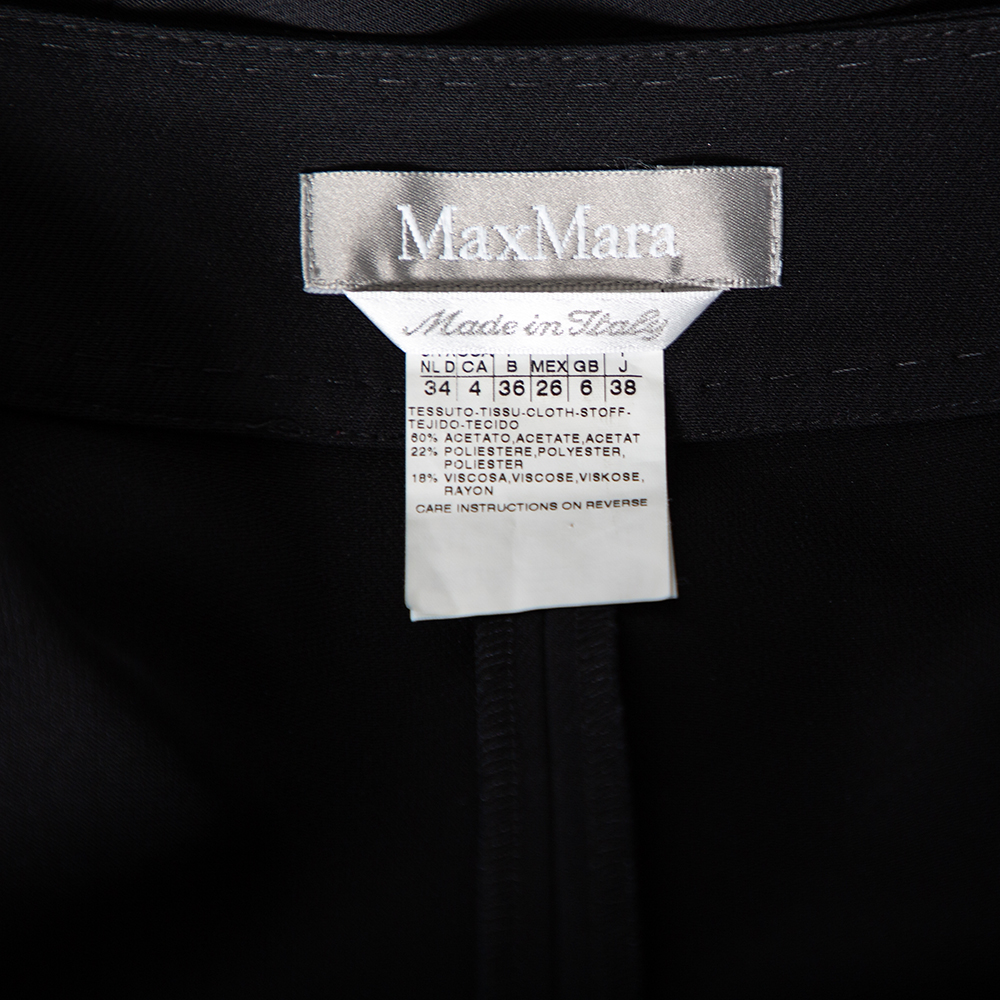 MaxMara
Made in Italy
NL D CA B MEX GB J
34 4 36 26 6 38
TESSUTO-TISSU-CLOTH-STOFF-
TEJIDO-TECIDO
60% ACETATO,ACETATE,ACETAT
22% POLIESTERE,POLYESTER,
POLIESTER
18% VISCOSA,VISCOSE,VISKOSE,
RAYON
CARE INSTRUCTIONS ON REVERSE